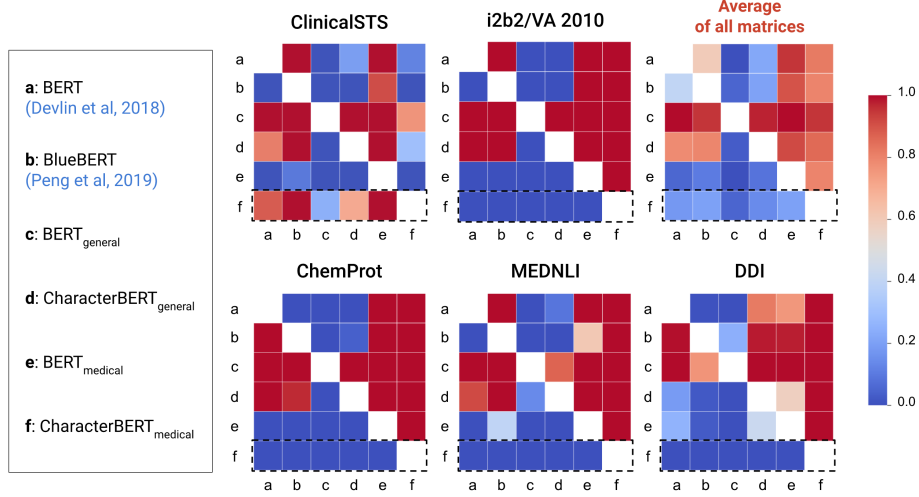 a: BERT
(Devlin et al, 2018)
b: BlueBERT
(Peng et al, 2019)
c: BERTgeneral
d: CharacterBERTgeneral
e: BERTmedical
f: CharacterBERTmedical
ClinicalSTS
a
b
c
d
e
f
a b c d e f
i2b2/VA 2010
a b c d e f
Average
of all matrices
a b c d e f
1.0
0.8
0.6
0.4
0.2
0.0
ChemProt
a
b
c
d
e
f
a b c d e f
MEDNLI
a
b
c
d
e
f
a b c d e f
DDI
a
b
c
d
e
f
a b c d e f